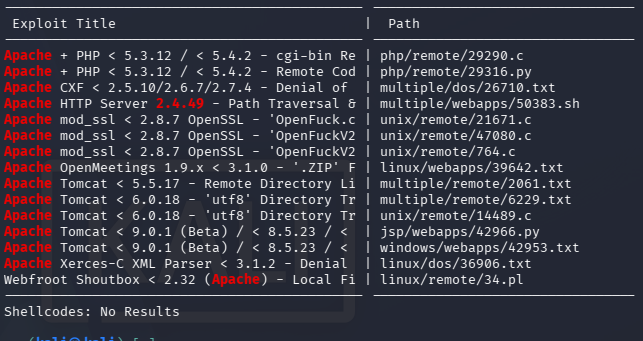 Exploit Title | Path
Apache + PHP < 5.3.12 / < 5.4.2 - cgi-bin Re | php/remote/29290.c
Apache + PHP < 5.3.12 / < 5.4.2 - Remote Cod | php/remote/29316.py
Apache CXF < 2.5.10/2.6.7/2.7.4 - Denial of | multiple/dos/26710.txt
Apache HTTP Server 2.4.49 - Path Traversal & | multiple/webapps/50383.sh
Apache mod_ssl < 2.8.7 OpenSSL - 'OpenFuck.c | unix/remote/21671.c
Apache mod_ssl < 2.8.7 OpenSSL - 'OpenFuckV2 | unix/remote/47080.c
Apache mod_ssl < 2.8.7 OpenSSL - 'OpenFuckV2 | unix/remote/764.c
Apache OpenMeetings 1.9.x < 3.1.0 - '.ZIP' F | linux/webapps/39642.txt
Apache Tomcat < 5.5.17 - Remote Directory Li | multiple/remote/2061.txt
Apache Tomcat < 6.0.18 - 'utf8' Directory Tr | multiple/remote/6229.txt
Apache Tomcat < 6.0.18 - 'utf8' Directory Tr | unix/remote/14489.c
Apache Tomcat < 9.0.1 (Beta) / < 8.5.23 / < | jsp/webapps/42966.py
Apache Tomcat < 9.0.1 (Beta) / < 8.5.23 / < | windows/webapps/42953.txt
Apache Xerces-C XML Parser < 3.1.2 - Denial | linux/dos/36906.txt
Webfroot Shoutbox < 2.32 (Apache) - Local Fi | linux/remote/34.pl
Shellcodes: No Results